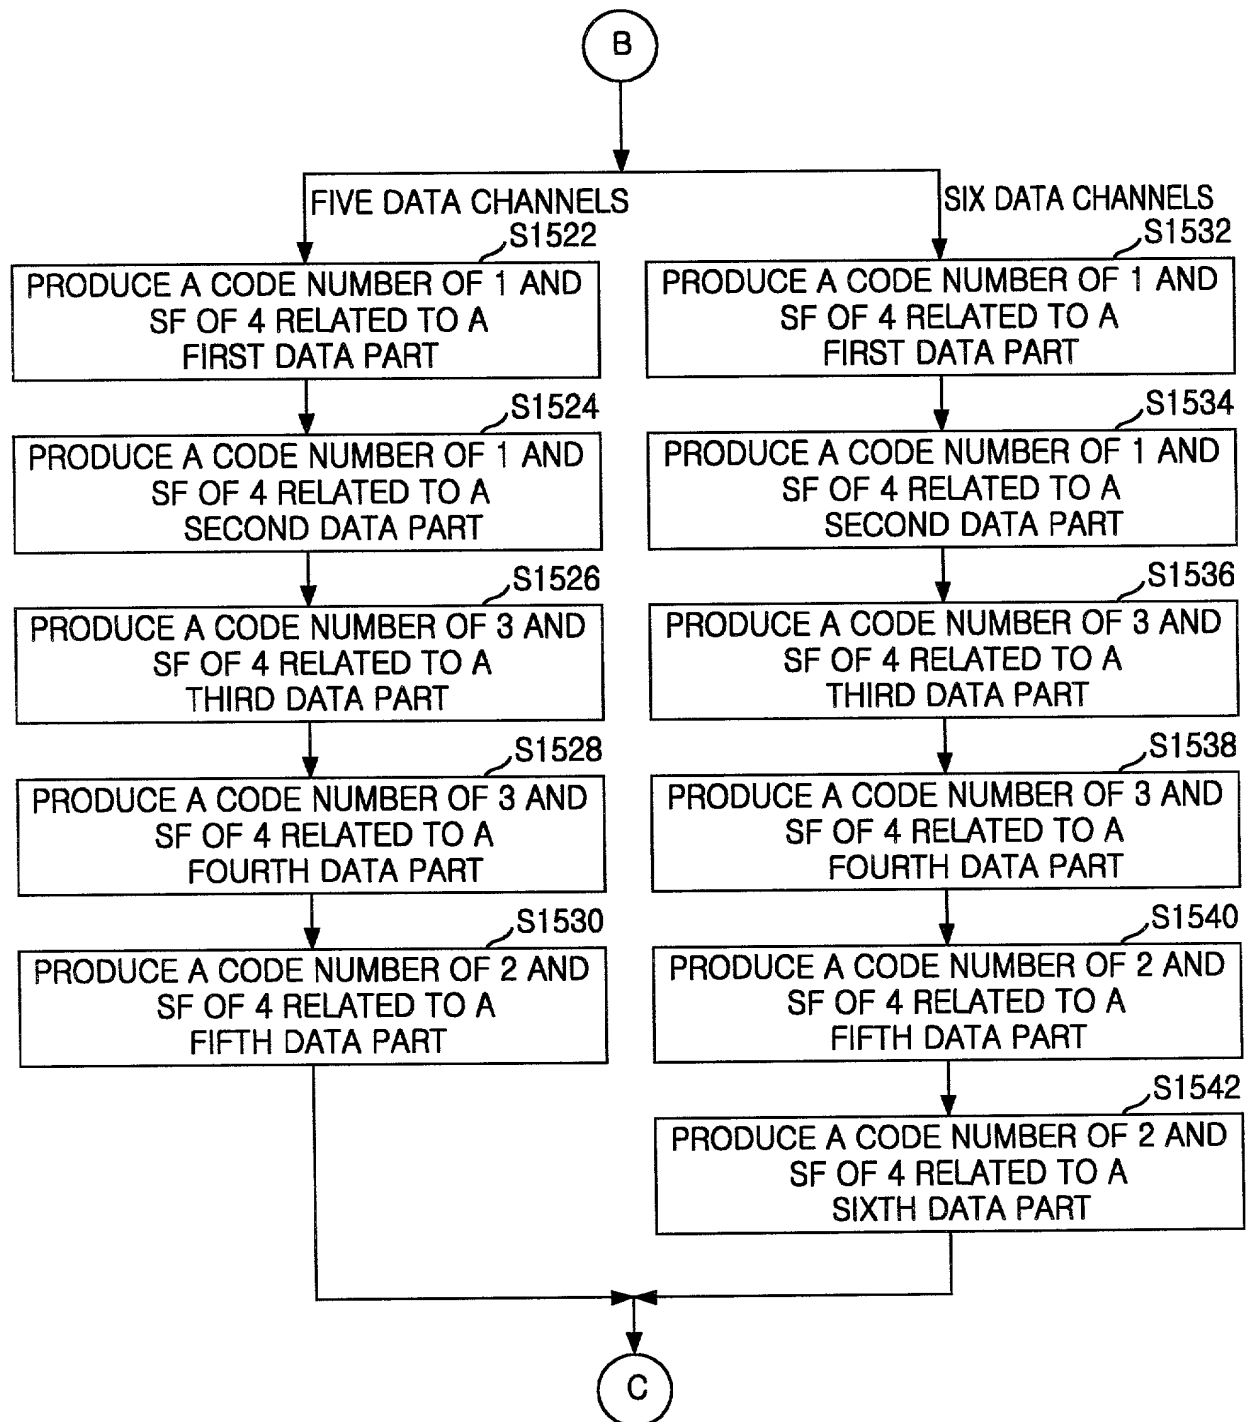 B
FIVE DATA CHANNELS
S1522
PRODUCE A CODE NUMBER OF 1 AND
SF OF 4 RELATED TO A
FIRST DATA PART
S1524
PRODUCE A CODE NUMBER OF 1 AND
SF OF 4 RELATED TO A
SECOND DATA PART
S1526
PRODUCE A CODE NUMBER OF 3 AND
SF OF 4 RELATED TO A
THIRD DATA PART
S1528
PRODUCE A CODE NUMBER OF 3 AND
SF OF 4 RELATED TO A
FOURTH DATA PART
S1530
PRODUCE A CODE NUMBER OF 2 AND
SF OF 4 RELATED TO A
FIFTH DATA PART
SIX DATA CHANNELS
S1532
PRODUCE A CODE NUMBER OF 1 AND
SF OF 4 RELATED TO A
FIRST DATA PART
S1534
PRODUCE A CODE NUMBER OF 1 AND
SF OF 4 RELATED TO A
SECOND DATA PART
S1536
PRODUCE A CODE NUMBER OF 3 AND
SF OF 4 RELATED TO A
THIRD DATA PART
S1538
PRODUCE A CODE NUMBER OF 3 AND
SF OF 4 RELATED TO A
FOURTH DATA PART
S1540
PRODUCE A CODE NUMBER OF 2 AND
SF OF 4 RELATED TO A
FIFTH DATA PART
S1542
PRODUCE A CODE NUMBER OF 2 AND
SF OF 4 RELATED TO A
SIXTH DATA PART
C